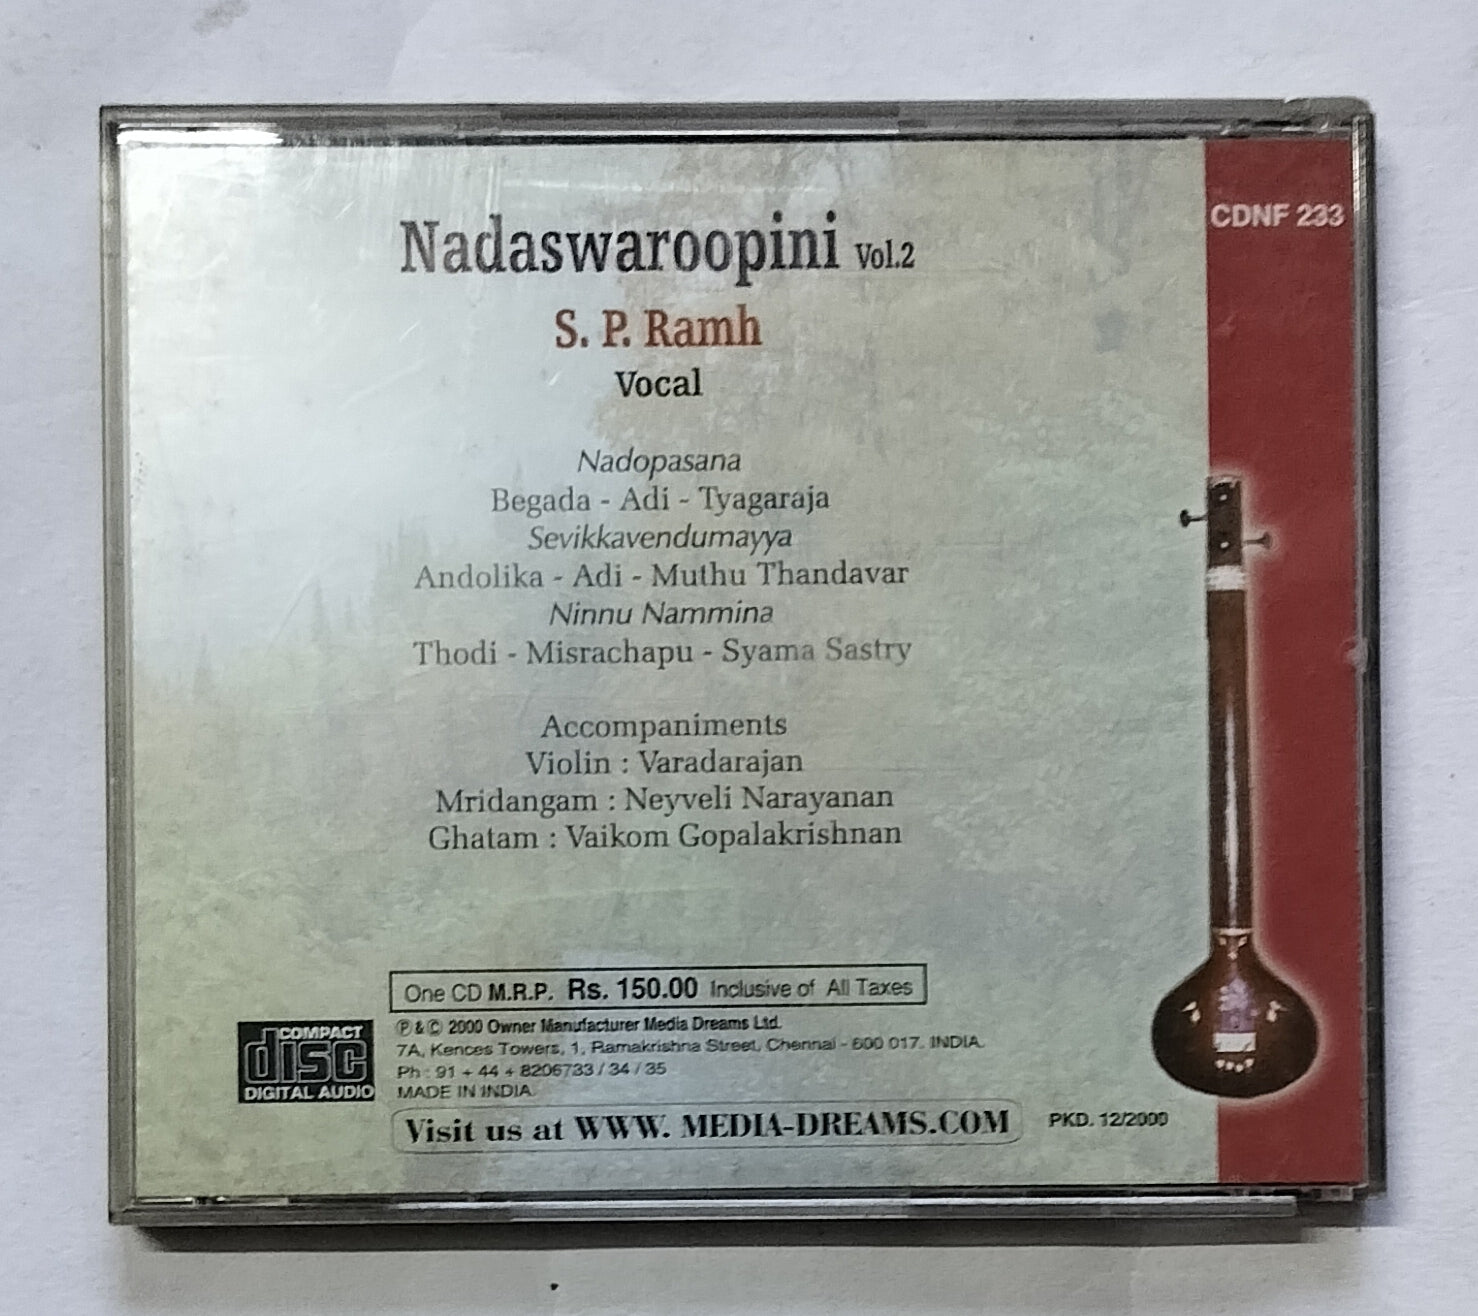 CDNF 233
Nadaswaroopini Vol.2
S. P. Ramh
Vocal
Nadopasana
Begada - Adi - Tyagaraja
Sevikkavendumayya
Andolika - Adi - Muthu Thandavar
Ninnu Nammina
Thodi - Misrachapu - Syama Sastry
Accompaniments
Violin : Varadarajan
Mridangam : Neyveli Narayanan
Ghatam : Vaikom Gopalakrishnan
One CD M.R.P. Rs. 150.00 Inclusive of All Taxes
COMPACT
disc
DIGITAL AUDIO
℗ & © 2000 Owner Manufacturer Media Dreams Ltd.
7A, Kences Towers, 1, Ramakrishna Street, Chennai - 600 017. INDIA.
Ph : 91 + 44 + 8206733 / 34 / 35
MADE IN INDIA.
Visit us at WWW. MEDIA-DREAMS.COM
PKD. 12/2000